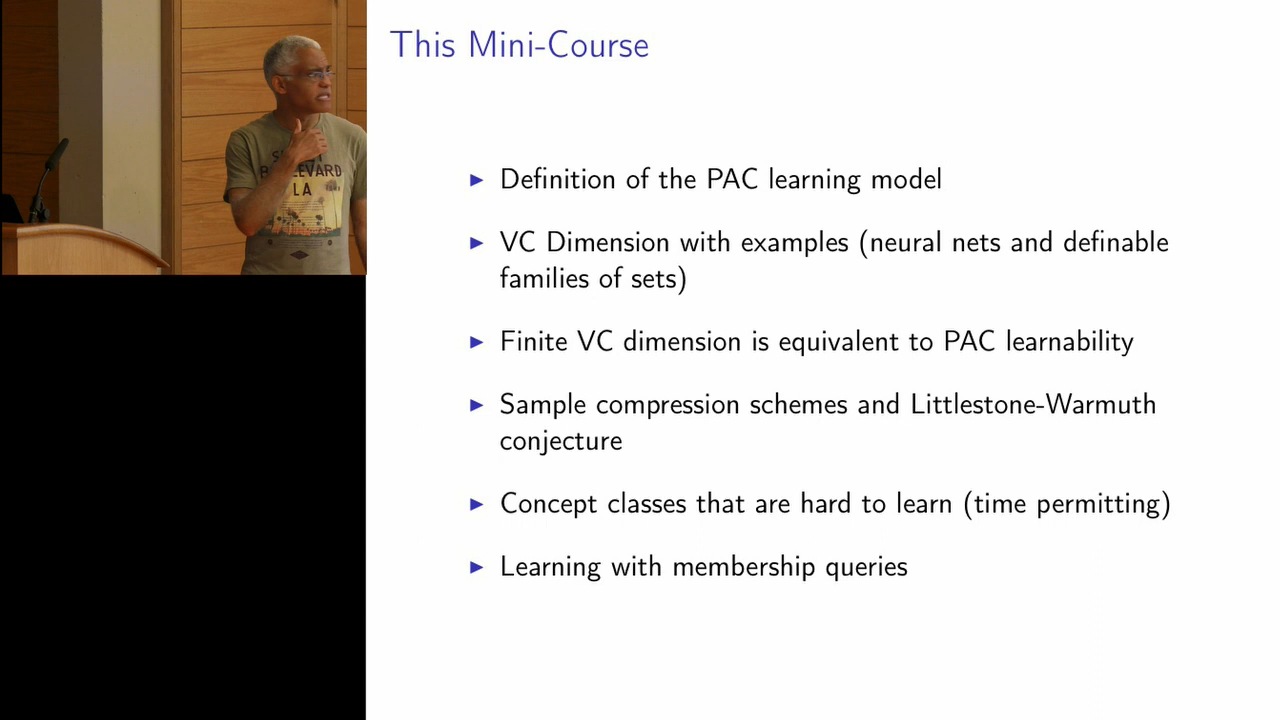 This Mini-Course
▶ Definition of the PAC learning model
▶ VC Dimension with examples (neural nets and definable
families of sets)
▶ Finite VC dimension is equivalent to PAC learnability
▶ Sample compression schemes and Littlestone-Warmuth
conjecture
▶ Concept classes that are hard to learn (time permitting)
▶ Learning with membership queries
BOULEVARD
LA